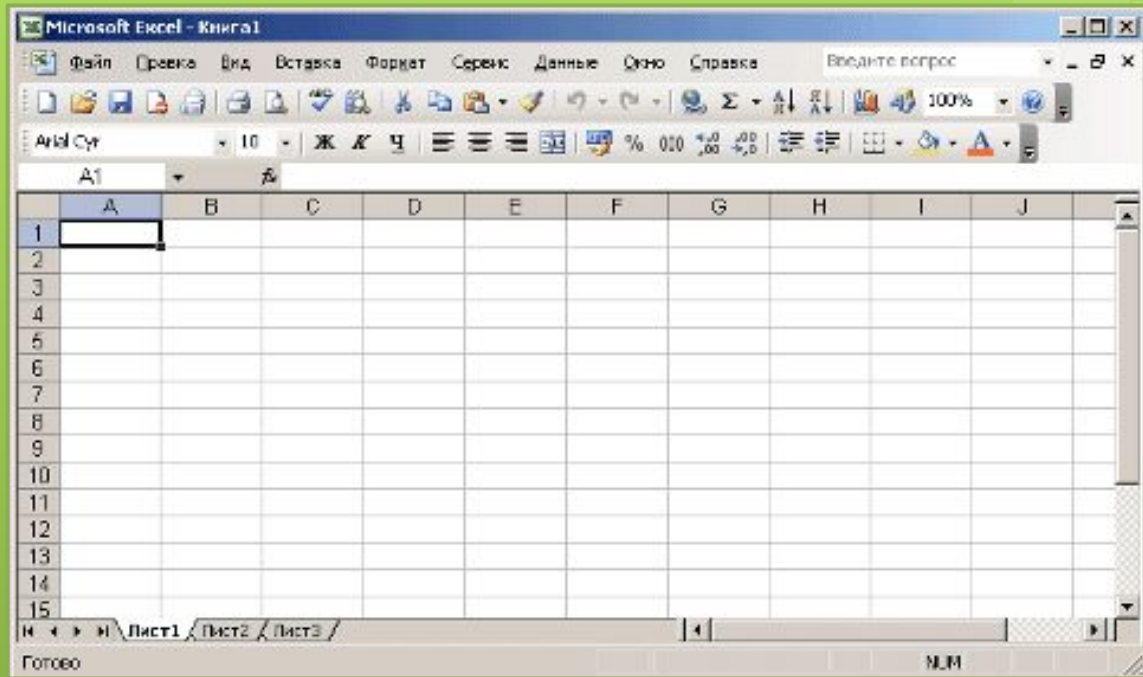 Microsoft Excel - Книга1
Файл Правка Вид Вставка Формат Сервис Данные Окно Справка Введите вопрос
100%
Arial Cyr 10 Ж К Ч % 000
A1 fx
A B C D E F G H I J
1
2
3
4
5
6
7
8
9
10
11
12
13
14
15
Лист1 Лист2 Лист3
Готово NUM